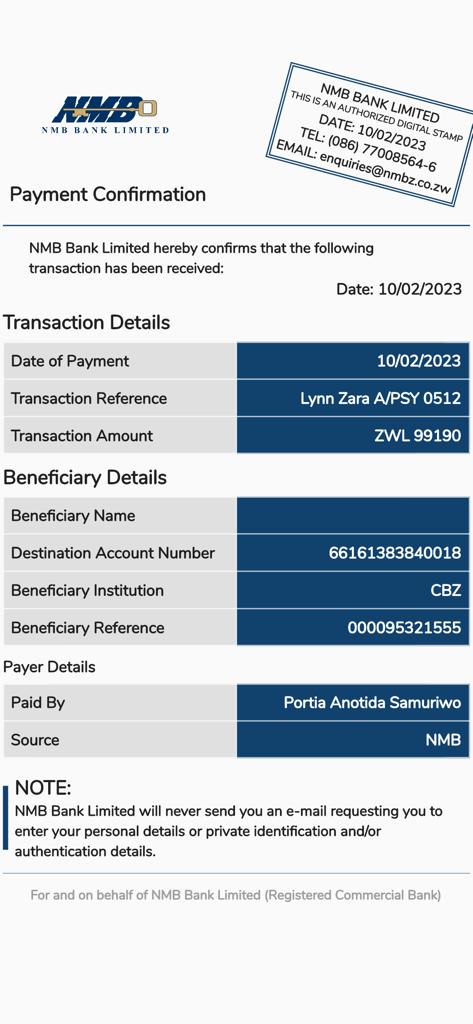 NMB
NMB BANK LIMITED
NMB BANK LIMITED
THIS IS AN AUTHORIZED DIGITAL STAMP
DATE: 10/02/2023
TEL: (086) 77008564-6
EMAIL: enquiries@nmbz.co.zw
Payment Confirmation
NMB Bank Limited hereby confirms that the following
transaction has been received:
Date: 10/02/2023
Transaction Details
Date of Payment 10/02/2023
Transaction Reference Lynn Zara A/PSY 0512
Transaction Amount ZWL 99190
Beneficiary Details
Beneficiary Name
Destination Account Number 66161383840018
Beneficiary Institution CBZ
Beneficiary Reference 000095321555
Payer Details
Paid By Portia Anotida Samuriwo
Source NMB
NOTE:
NMB Bank Limited will never send you an e-mail requesting you to
enter your personal details or private identification and/or
authentication details.
For and on behalf of NMB Bank Limited (Registered Commercial Bank)